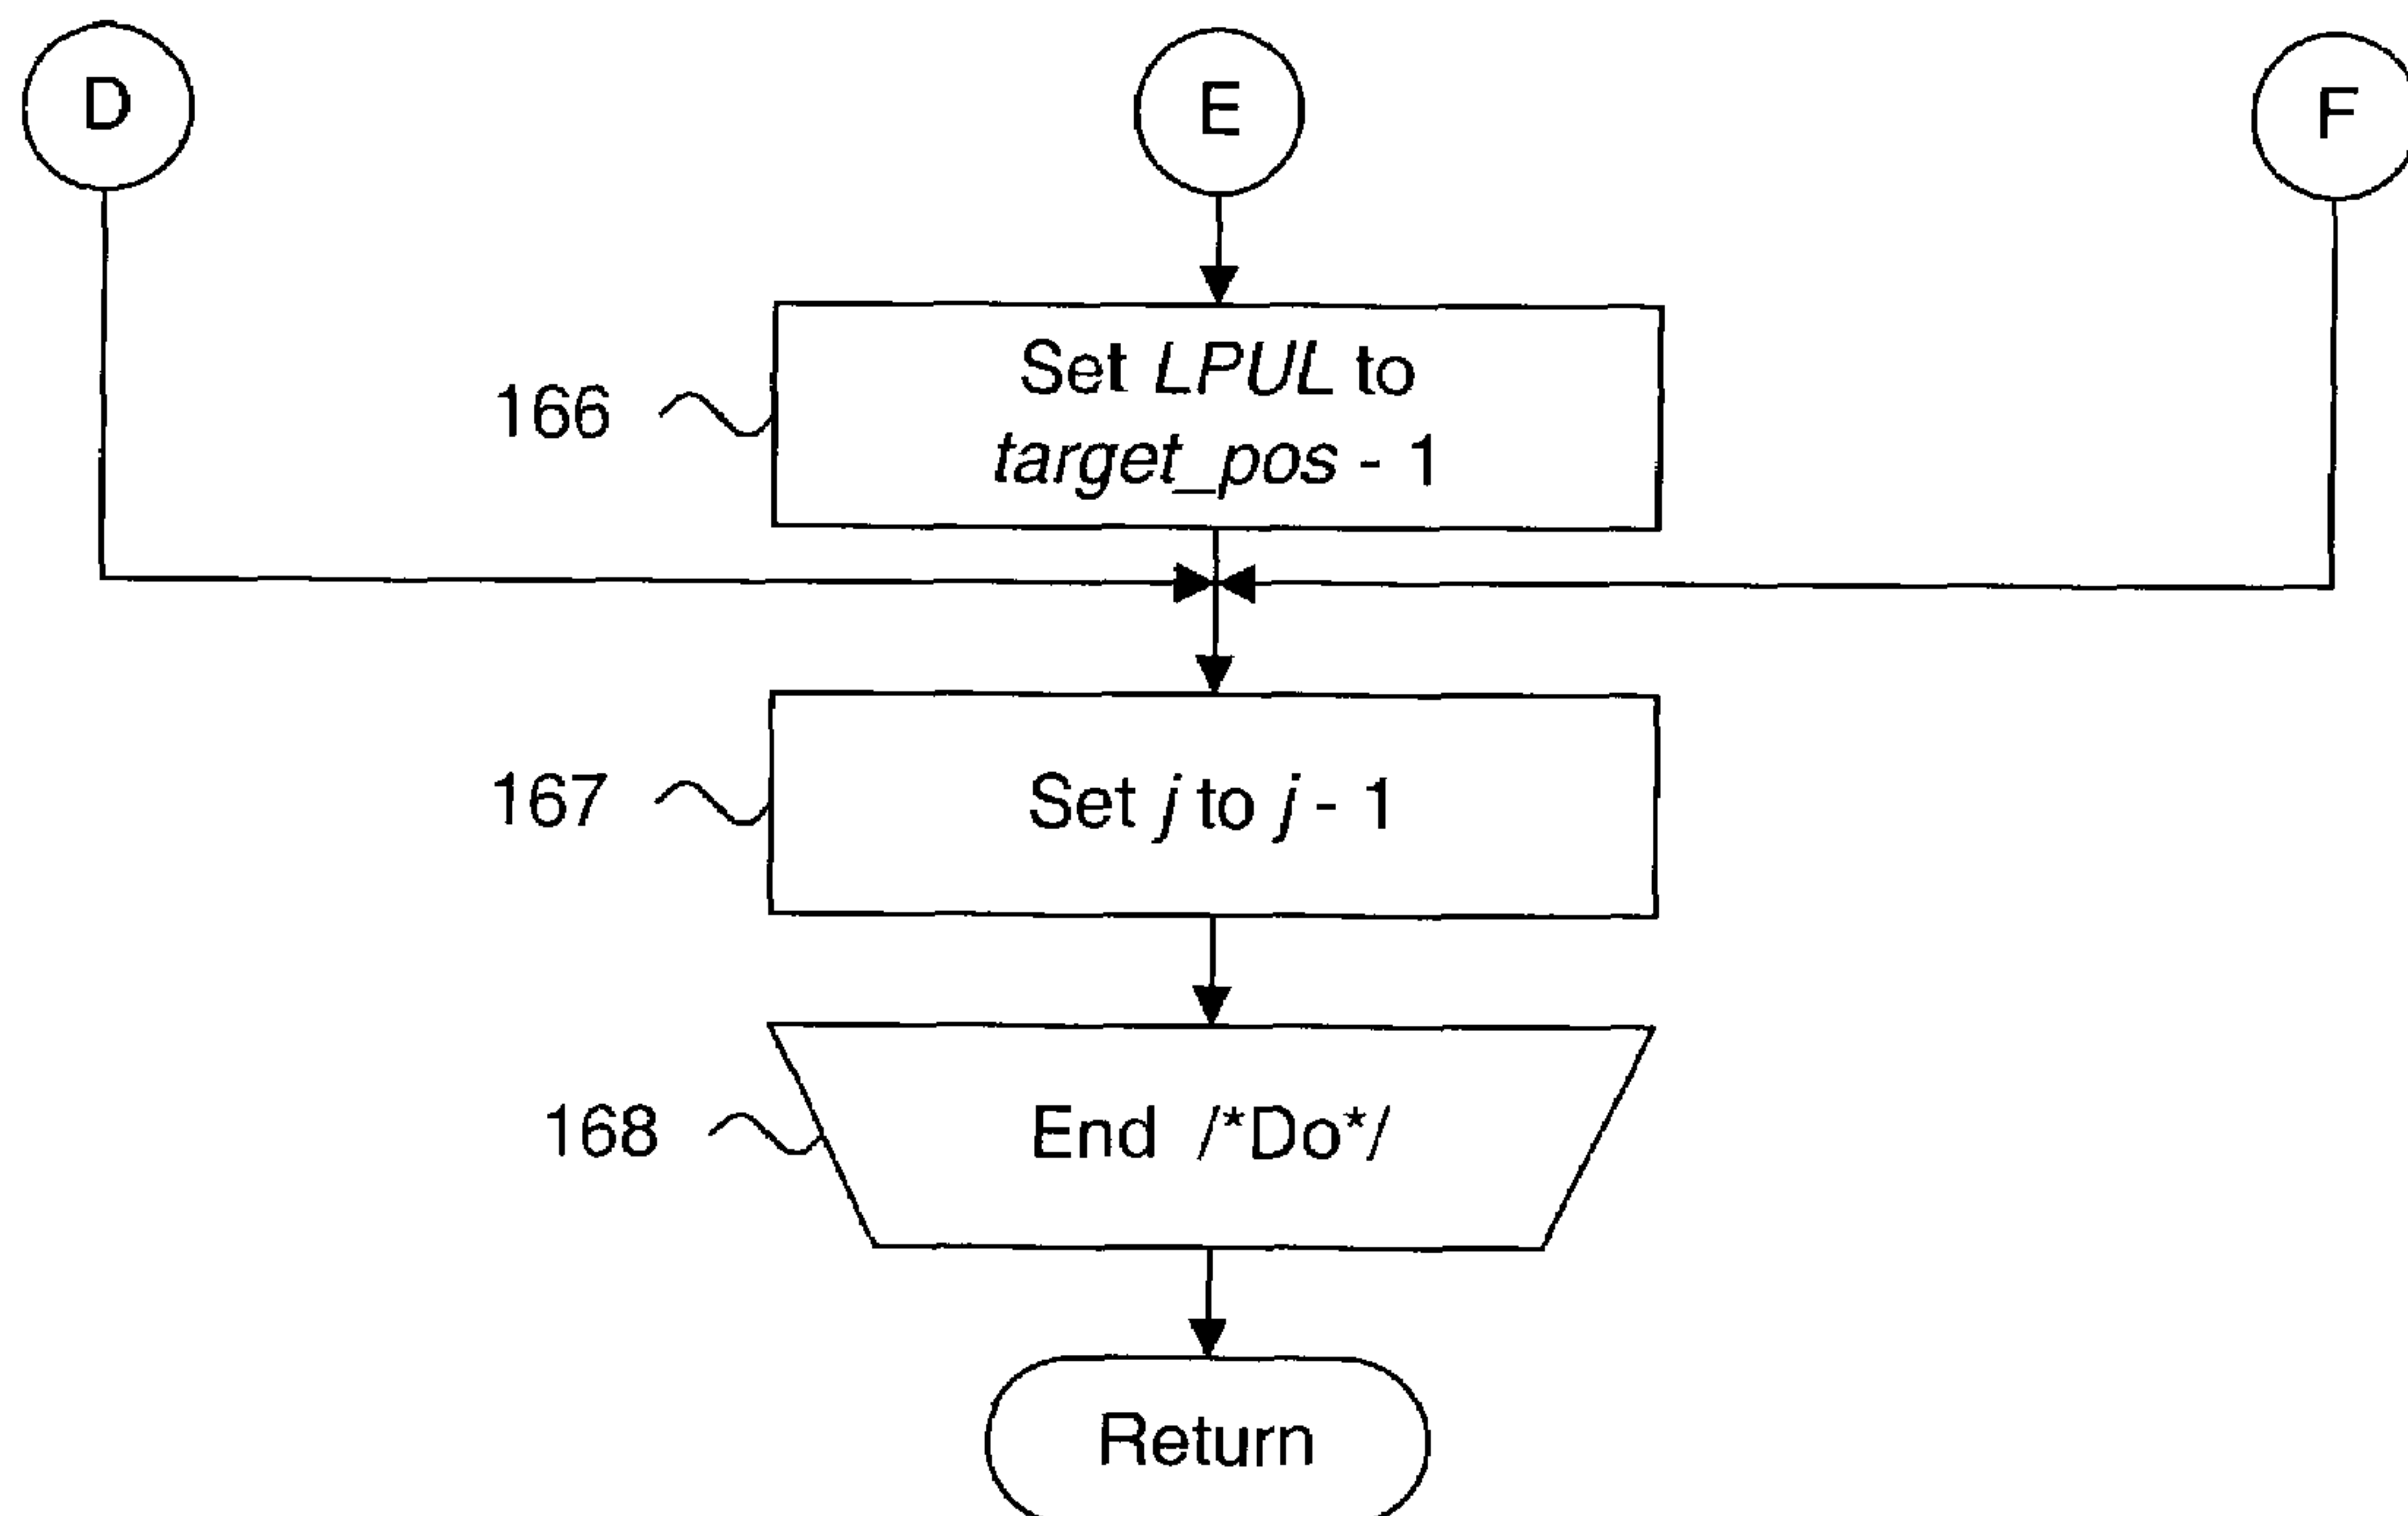 D
E
F
166
Set LPUL to
target_pos - 1
167
Set j to j - 1
168
End /*Do*/
Return